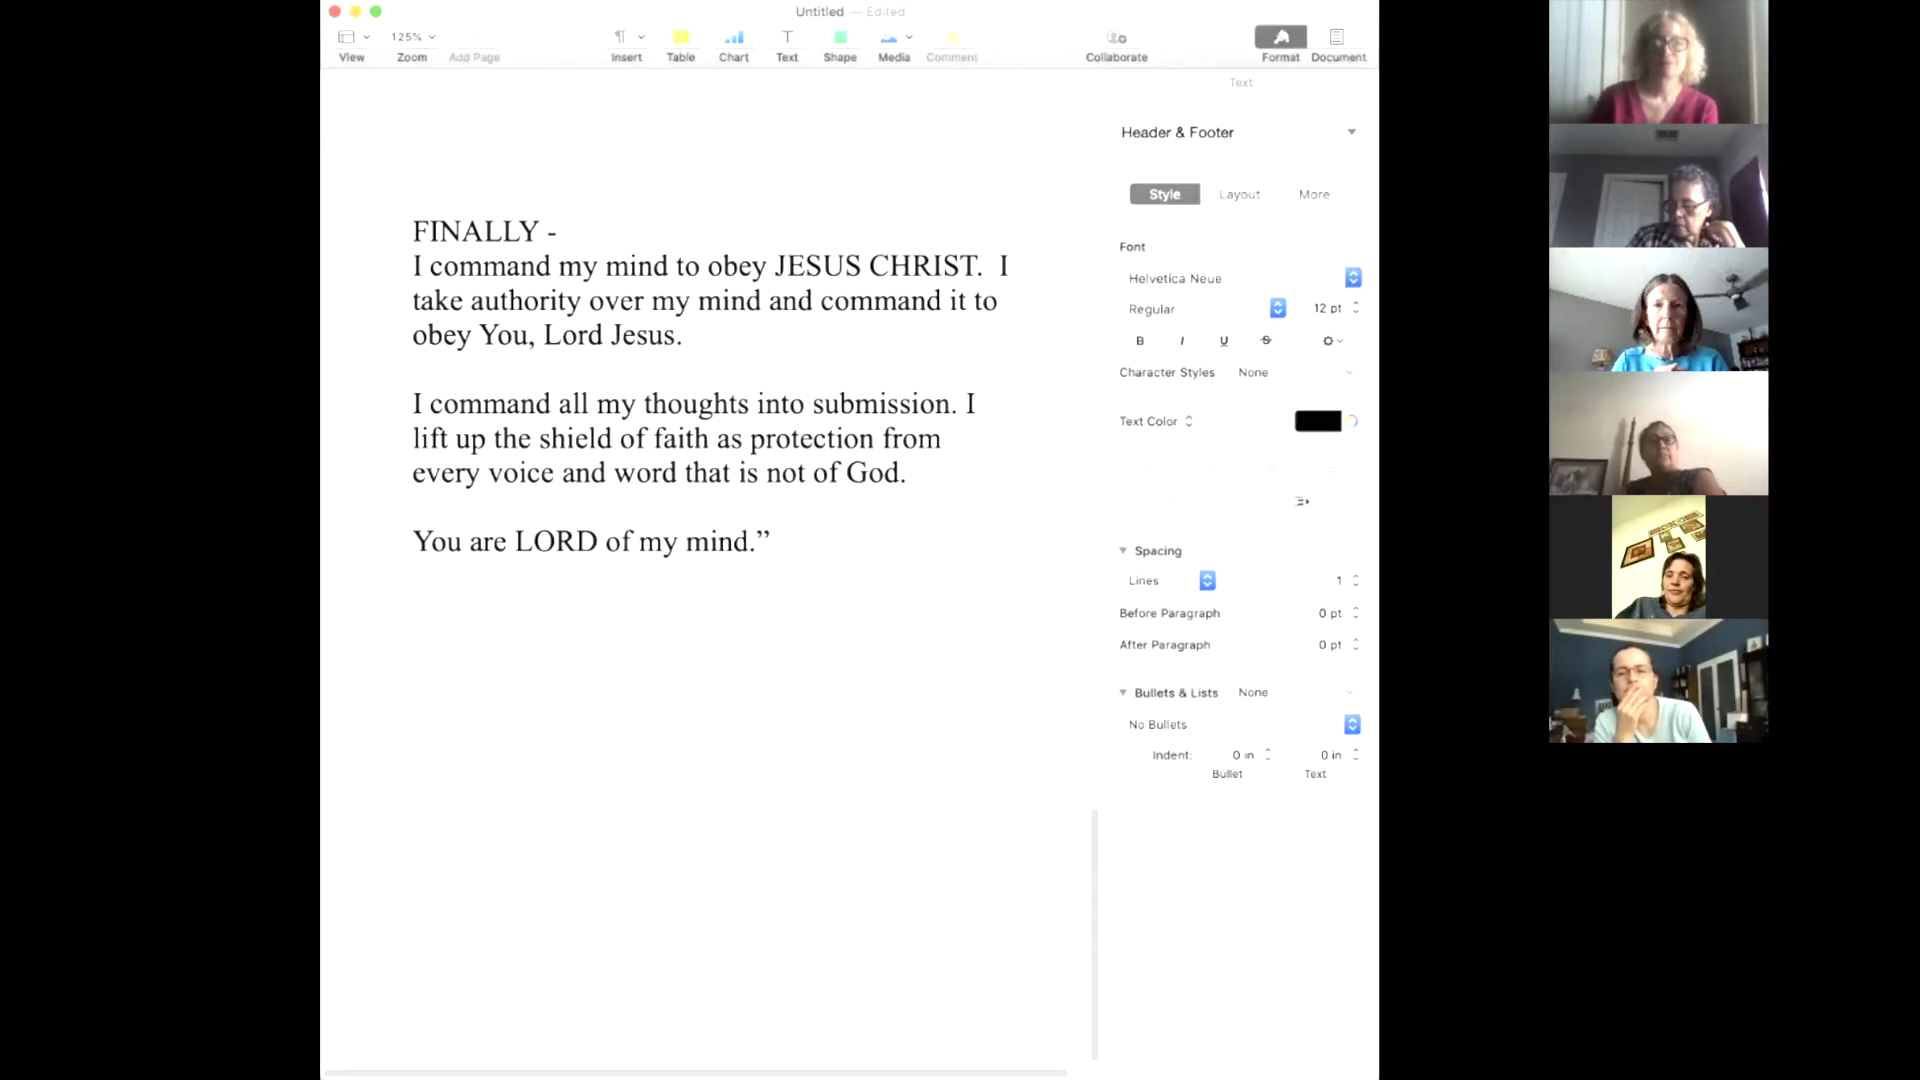 Untitled — Edited
125%
View Zoom Add Page Insert Table Chart Text Shape Media Comment Collaborate Format Document
Text
Header & Footer
Style Layout More
Font
Helvetica Neue
Regular 12 pt
B I U S
Character Styles None
Text Color
Spacing
Lines 1
Before Paragraph 0 pt
After Paragraph 0 pt
Bullets & Lists None
No Bullets
Indent: 0 in 0 in
Bullet Text
FINALLY -
I command my mind to obey JESUS CHRIST.  I
take authority over my mind and command it to
obey You, Lord Jesus.
I command all my thoughts into submission. I
lift up the shield of faith as protection from
every voice and word that is not of God.
You are LORD of my mind.”